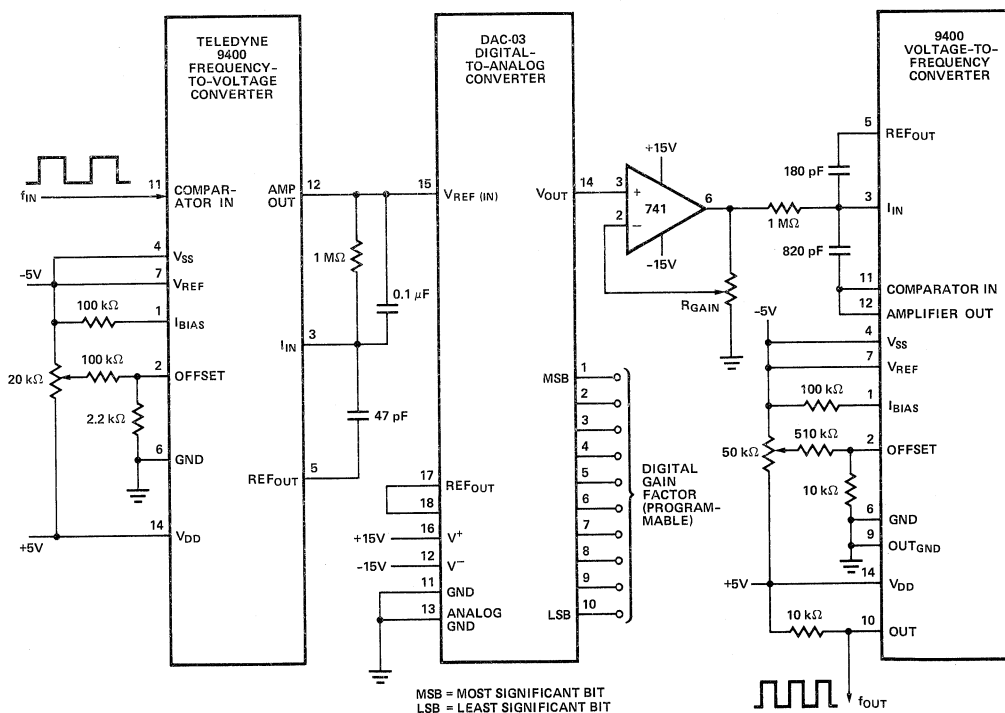 TELEDYNE
9400
FREQUENCY-
TO-VOLTAGE
CONVERTER
fIN
11
COMPAR-
ATOR IN
AMP
OUT
12
4
VSS
-5V
7
VREF
100 kΩ
1
IBIAS
100 kΩ
2
OFFSET
20 kΩ
2.2 kΩ
6
GND
14
VDD
+5V
IIN
3
REFOUT
5
1 MΩ
0.1 µF
47 pF
DAC-03
DIGITAL-
TO-ANALOG
CONVERTER
15
VREF (IN)
VOUT
14
17
REFOUT
18
16
+15V
V+
12
-15V
V−
11
GND
13
ANALOG
GND
MSB
1
2
3
4
5
6
7
8
9
LSB
10
DIGITAL
GAIN
FACTOR
(PROGRAM-
MABLE)
MSB = MOST SIGNIFICANT BIT
LSB = LEAST SIGNIFICANT BIT
+15V
3
+
741
6
2
−
-15V
RGAIN
1 MΩ
180 pF
820 pF
9400
VOLTAGE-TO-
FREQUENCY
CONVERTER
5
REFOUT
3
IIN
11
COMPARATOR IN
12
AMPLIFIER OUT
-5V
4
VSS
7
VREF
100 kΩ
1
IBIAS
510 kΩ
2
OFFSET
50 kΩ
10 kΩ
6
GND
9
OUTGND
+5V
14
VDD
10 kΩ
10
OUT
fOUT